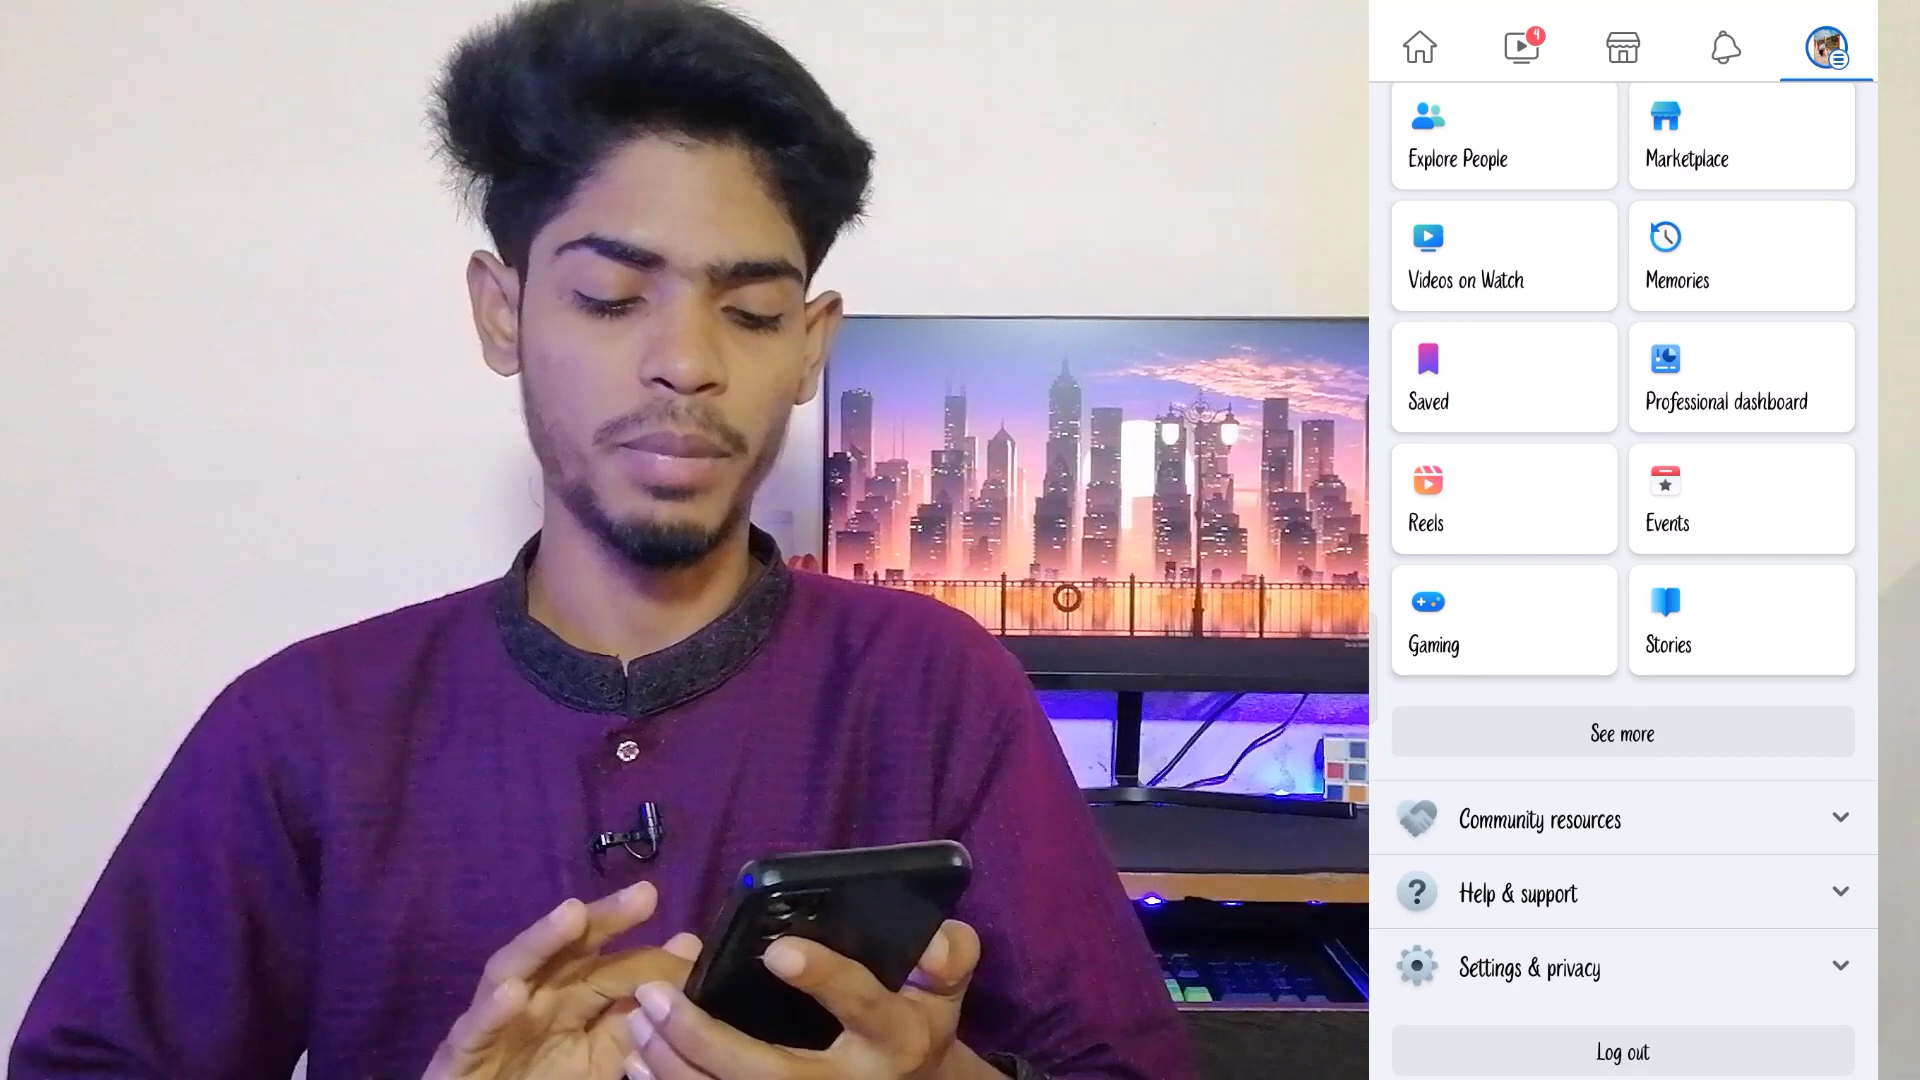 4
Explore People
Marketplace
Videos on Watch
Memories
Saved
Professional dashboard
Reels
Events
Gaming
Stories
See more
Community resources
Help & support
Settings & privacy
Log out